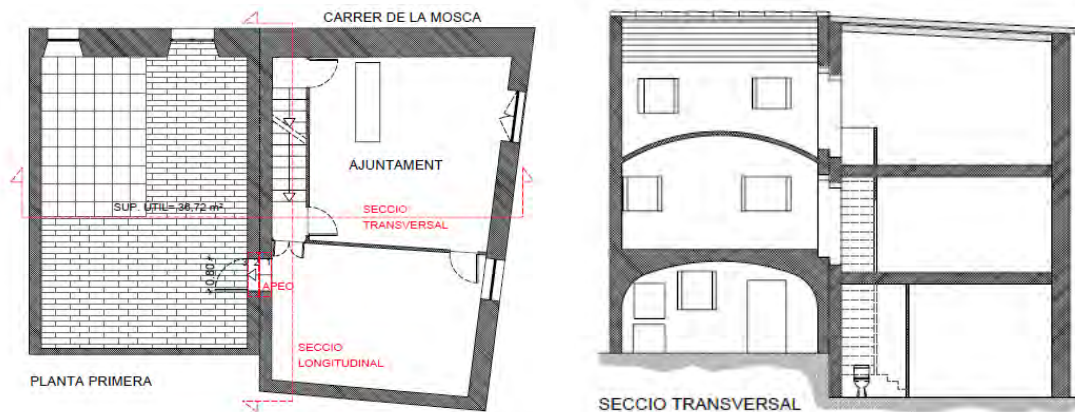 CARRER DE LA MOSCA
AJUNTAMENT
SUP. UTIL= 36,72 m²
SECCIO
TRANSVERSAL
0.80
APEO
SECCIO
LONGITUDINAL
PLANTA PRIMERA
SECCIO TRANSVERSAL